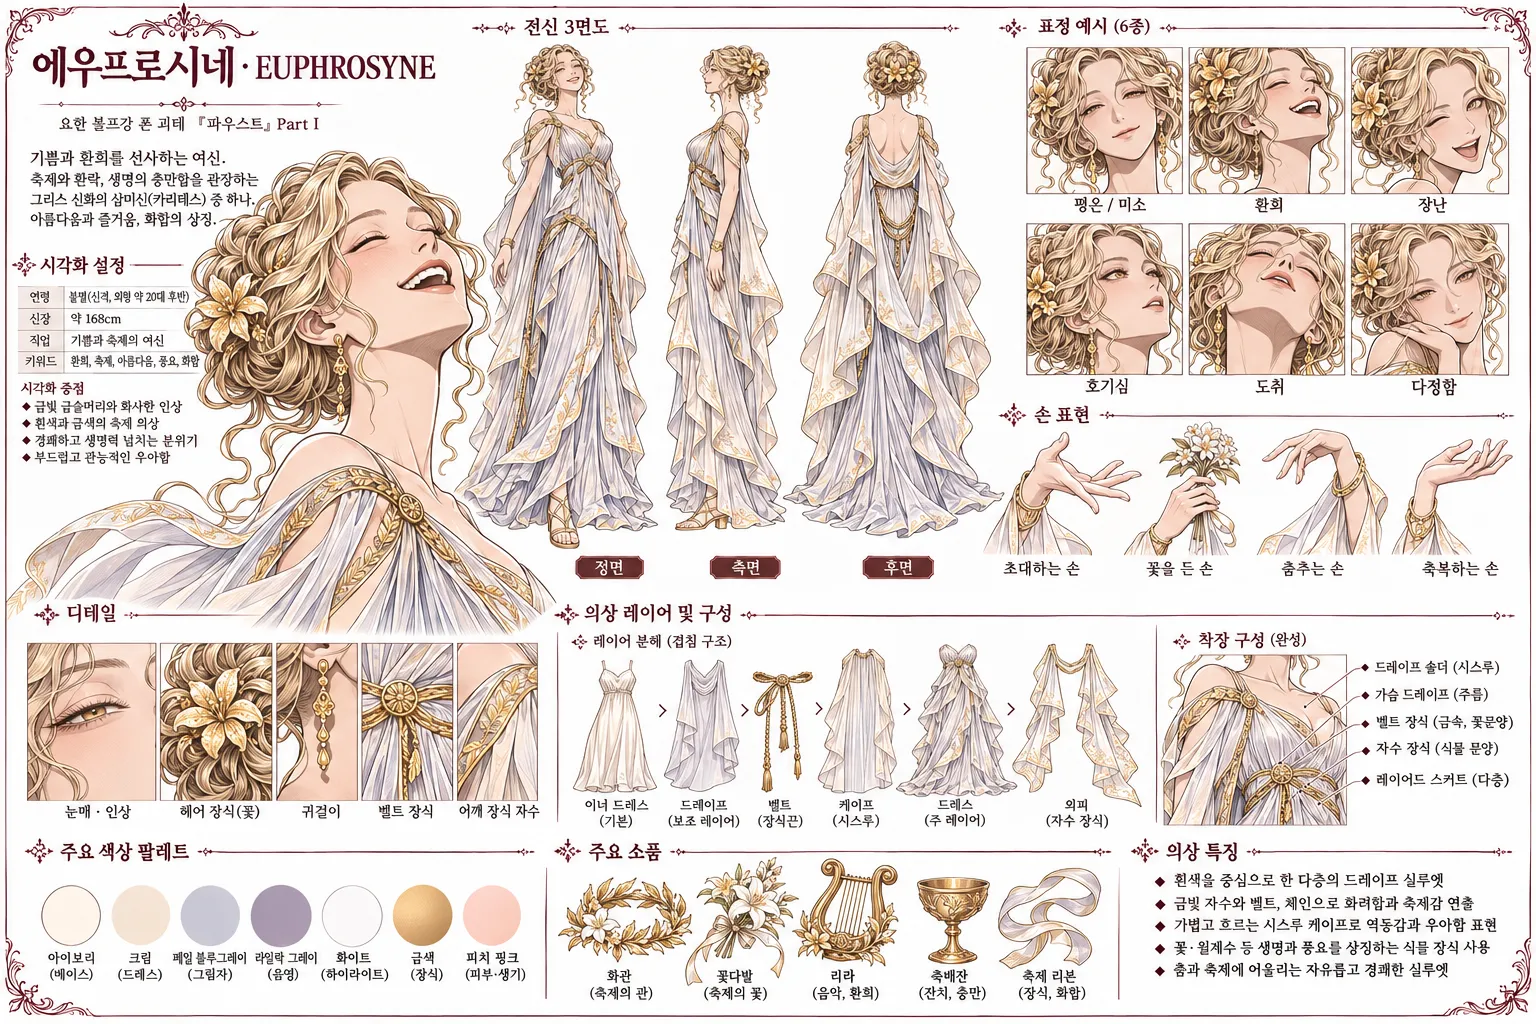 에우프로시네 · EUPHROSYNE
요한 볼프강 폰 괴테 『파우스트』 Part I
기쁨과 환희를 선사하는 여신.
축제와 환락, 생명의 충만함을 관장하는
그리스 신화의 삼미신(카리테스) 중 하나.
아름다움과 즐거움, 화합의 상징.
시각화 설정
연령 불멸(신적, 외형 약 20대 후반)
신장 약 168cm
직업 기쁨과 축제의 여신
키워드 환희, 축제, 아름다움, 풍요, 화합
시각화 중점
◆ 금빛 금슬머리와 화사한 인상
◆ 흰색과 금색의 축제 의상
◆ 경쾌하고 생명력 넘치는 분위기
◆ 부드럽고 관능적인 우아함
전신 3면도
정면
측면
후면
표정 예시 (6종)
평온 / 미소
환희
장난
호기심
도취
다정함
손 표현
초대하는 손
꽃을 든 손
춤추는 손
축복하는 손
디테일
눈매 · 인상
헤어 장식(꽃)
귀걸이
벨트 장식
어깨 장식 자수
의상 레이어 및 구성
레이어 분해 (겹침 구조)
이너 드레스
(기본)
드레이프
(보조 레이어)
벨트
(장식끈)
케이프
(시스루)
드레스
(주 레이어)
외피
(자수 장식)
착장 구성 (완성)
드레이프 숄더 (시스루)
가슴 드레이프 (주름)
벨트 장식 (금속, 꽃문양)
자수 장식 (식물 문양)
레이어드 스커트 (다층)
주요 색상 팔레트
아이보리
(베이스)
크림
(드레스)
페일 블루그레이
(그림자)
라일락 그레이
(음영)
화이트
(하이라이트)
금색
(장식)
피치 핑크
(피부·생기)
주요 소품
화관
(축제의 관)
꽃다발
(축제의 꽃)
리라
(음악, 환희)
축배잔
(잔치, 충만)
축제 리본
(장식, 화합)
의상 특징
◆ 흰색을 중심으로 한 다층의 드레이프 실루엣
◆ 금빛 자수와 벨트, 체인으로 화려함과 축제감 연출
◆ 가볍고 흐르는 시스루 케이프로 역동감과 우아함 표현
◆ 꽃·월계수 등 생명과 풍요를 상징하는 식물 장식 사용
◆ 춤과 축제에 어울리는 자유롭고 경쾌한 실루엣